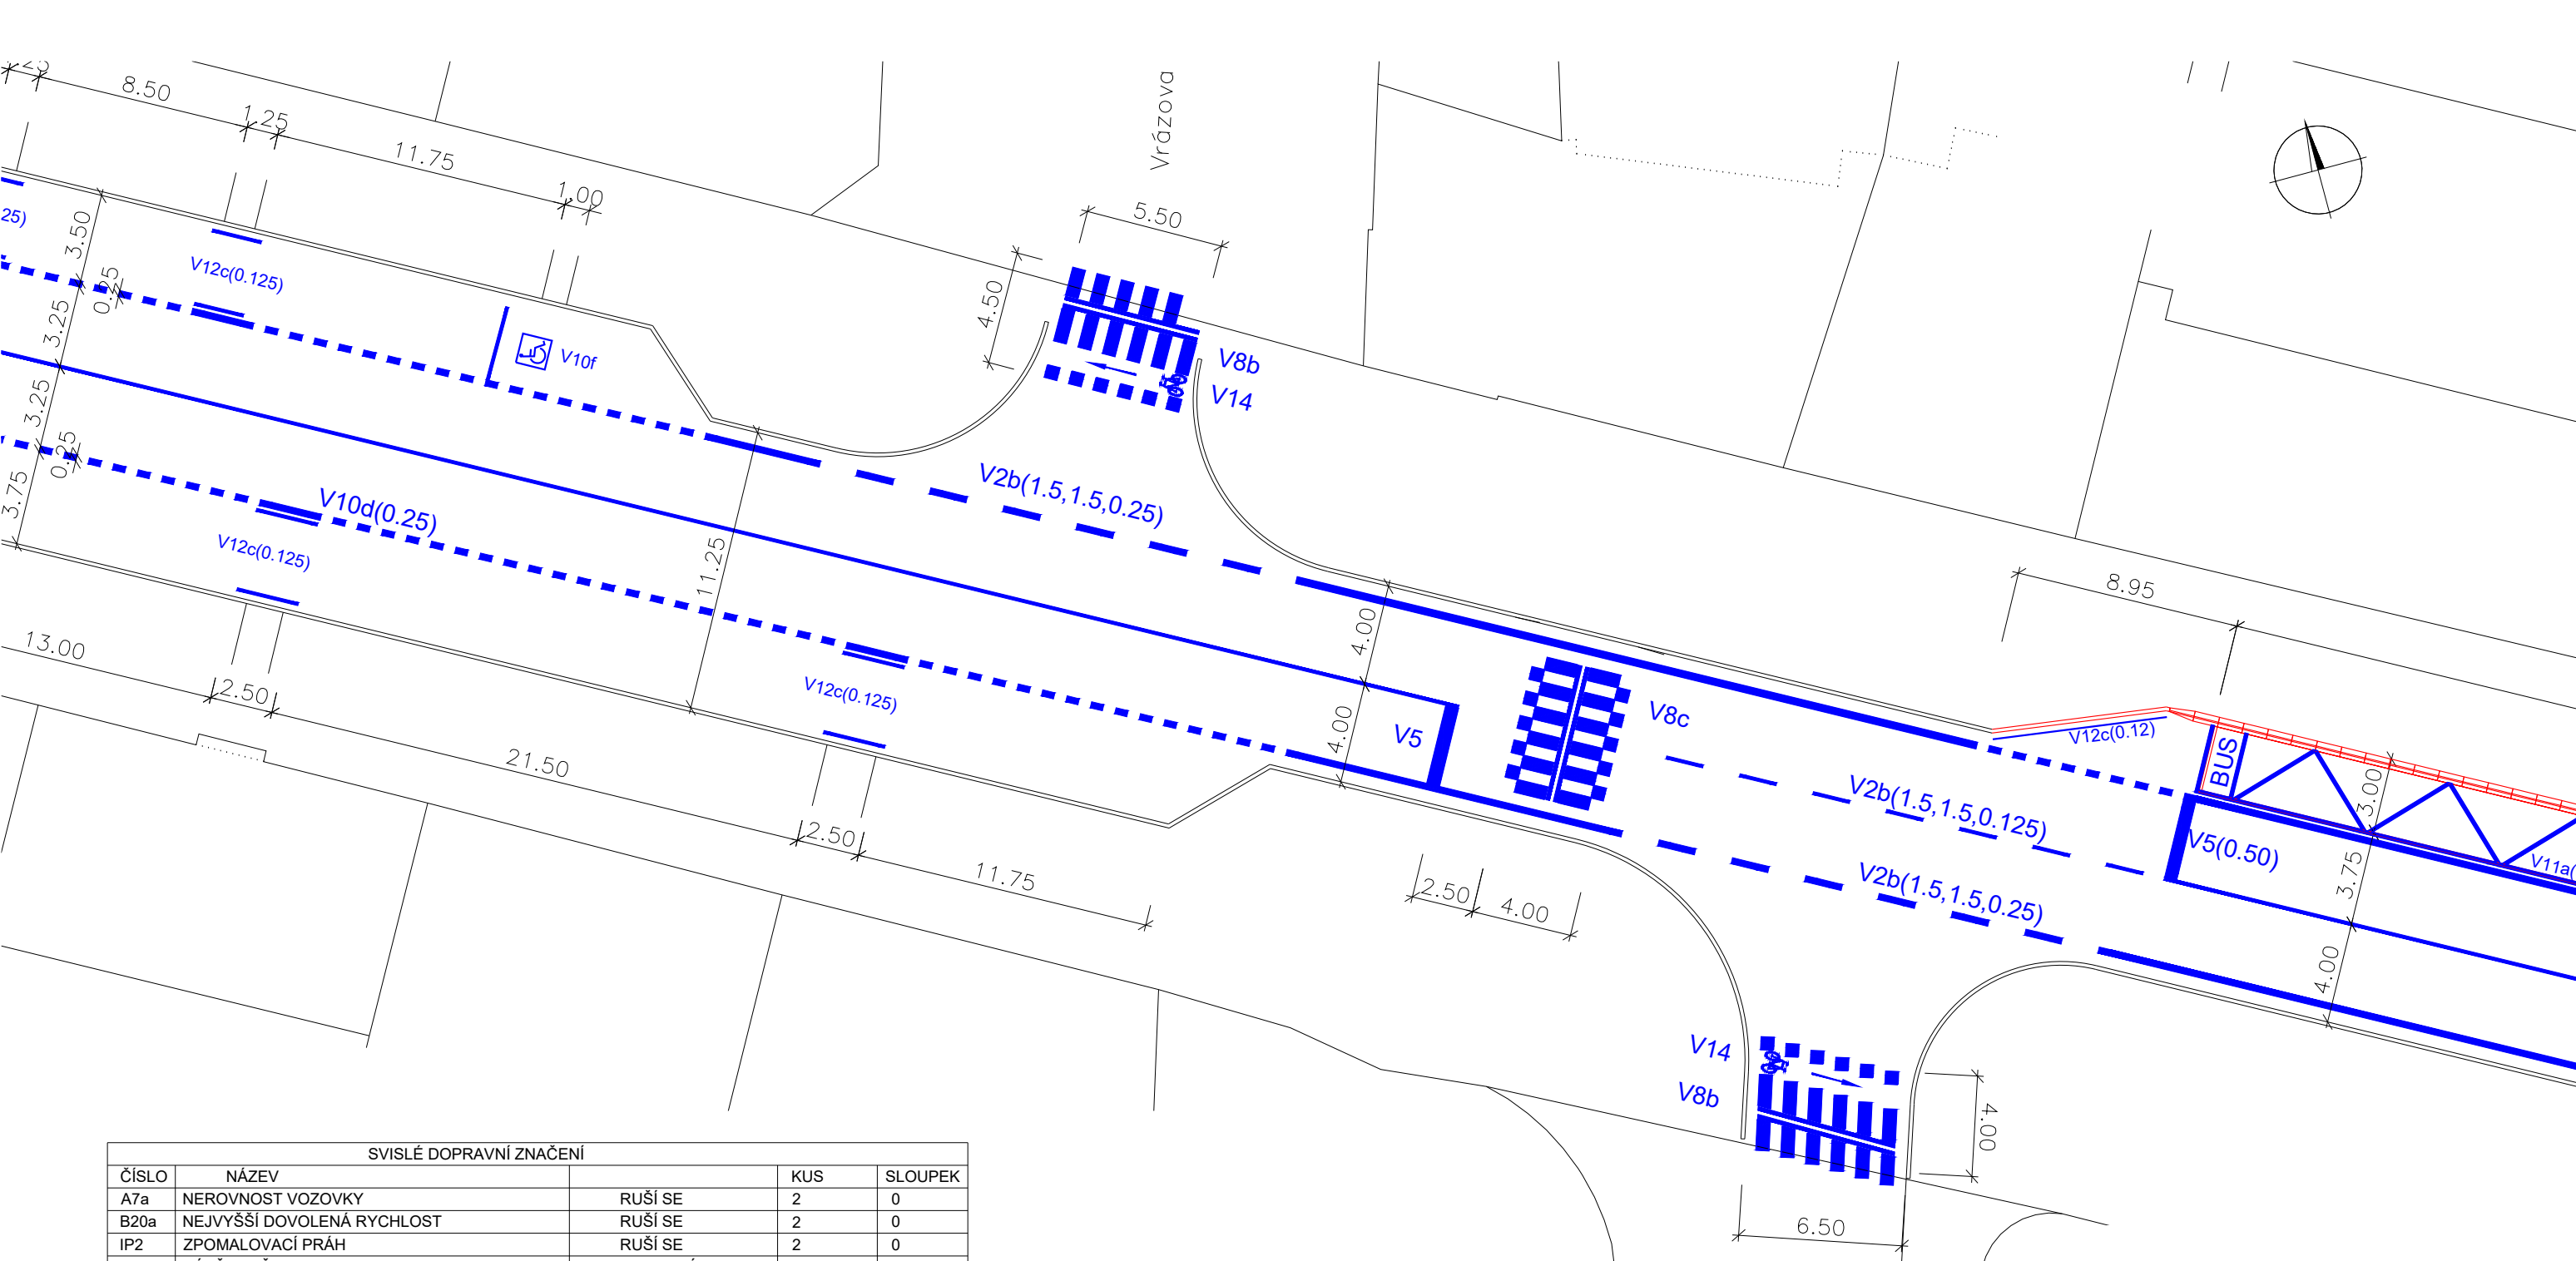 8.50
1.25
11.75
1.00
Vrázova
5.50
4.50
3.50
0.25
3.25
3.25
0.25
3.75
25)
V12c(0.125)
V10f
V8b
V14
V2b(1.5,1.5,0.25)
V10d(0.25)
V12c(0.125)
11.25
13.00
2.50
21.50
V12c(0.125)
2.50
11.75
4.00
4.00
V5
V8c
8.95
V12c(0.12)
BUS
V2b(1.5,1.5,0.125)
V5(0.50)
V2b(1.5,1.5,0.25)
3.00
3.75
4.00
V11a(
2.50
4.00
V14
V8b
4.00
6.50
SVISLÉ DOPRAVNÍ ZNAČENÍ
ČÍSLO NÁZEV KUS SLOUPEK
A7a NEROVNOST VOZOVKY RUŠÍ SE 2 0
B20a NEJVYŠŠÍ DOVOLENÁ RYCHLOST RUŠÍ SE 2 0
IP2 ZPOMALOVACÍ PRÁH RUŠÍ SE 2 0